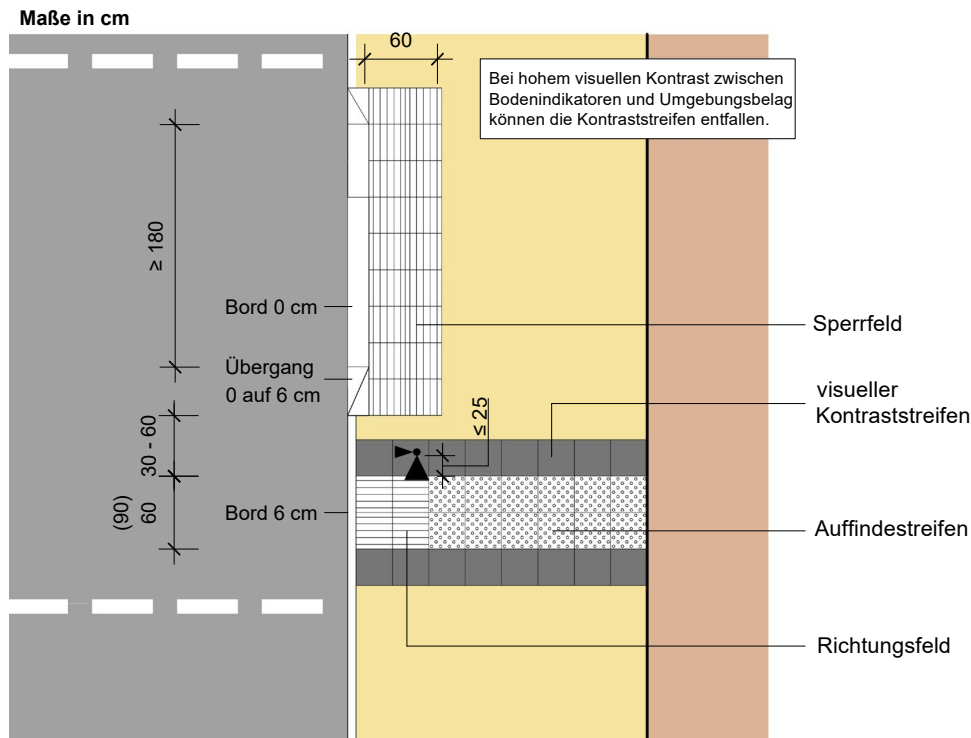 Maße in cm
60
Bei hohem visuellen Kontrast zwischen
Bodenindikatoren und Umgebungsbelag
können die Kontraststreifen entfallen.
≥ 180
Bord 0 cm
Sperrfeld
Übergang
0 auf 6 cm
visueller
Kontraststreifen
≤ 25
30 - 60
(90)
60
Bord 6 cm
Auffindestreifen
Richtungsfeld